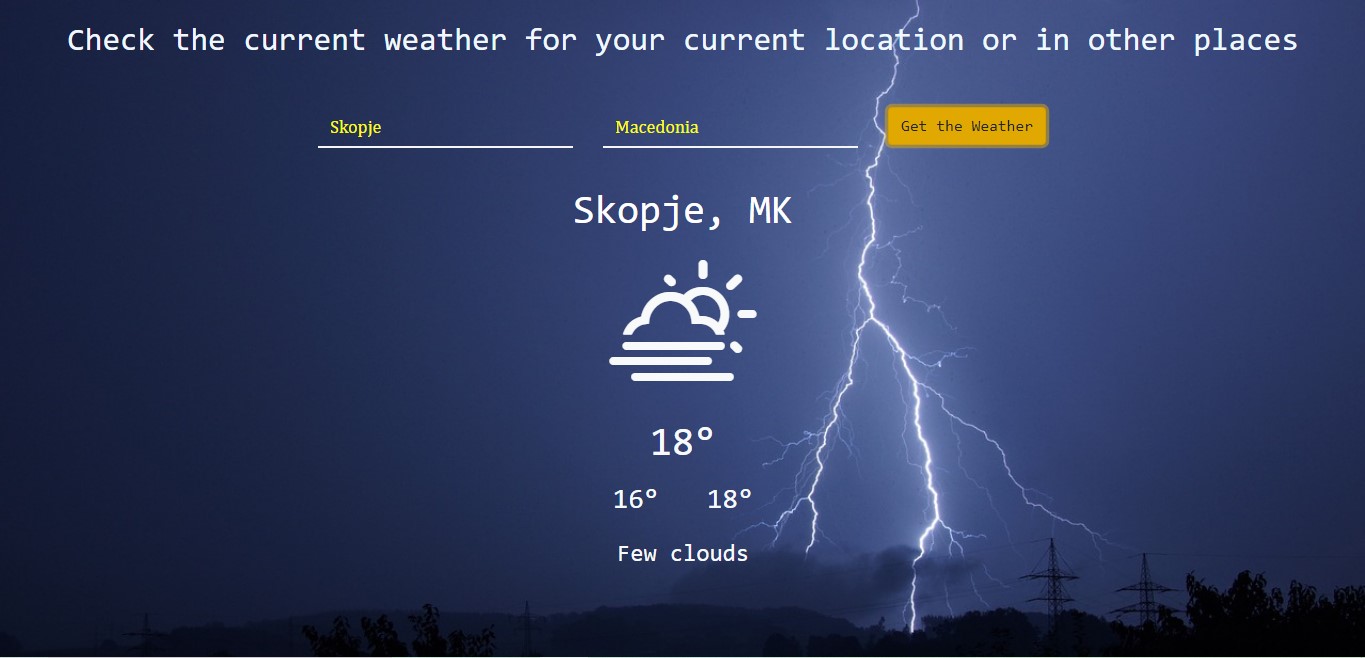 Check the current weather for your current location or in other places
Skopje Macedonia Get the Weather
Skopje, MK
18°
16° 18°
Few clouds